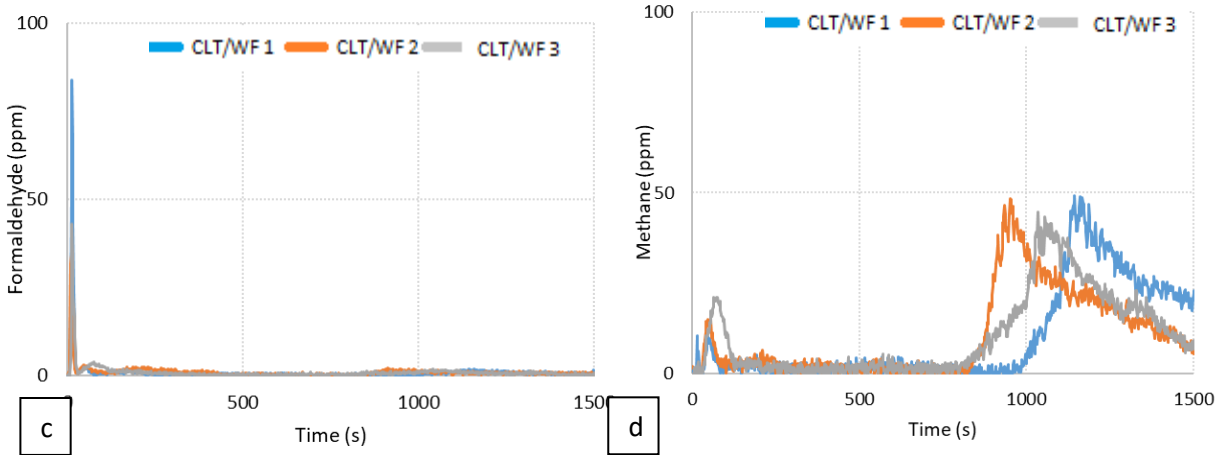 100
CLT/WF 1 CLT/WF 2 CLT/WF 3
Formaldehyde (ppm)
50
0
0 500 1000 1500
Time (s)
c
100
CLT/WF 1 CLT/WF 2 CLT/WF 3
Methane (ppm)
50
0
0 500 1000 1500
Time (s)
d